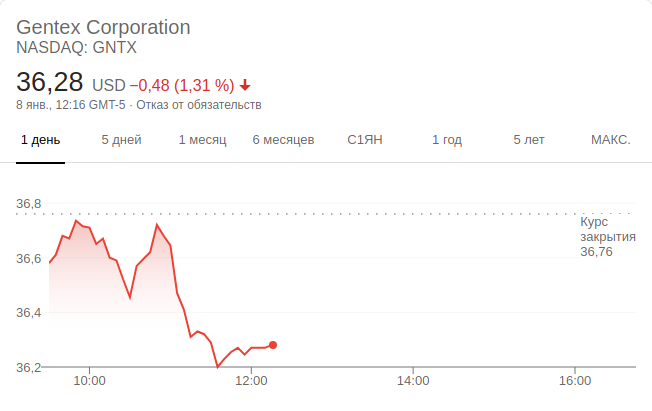 Gentex Corporation
NASDAQ: GNTX
36,28 USD −0,48 (1,31 %)
8 янв., 12:16 GMT-5 · Отказ от обязательств
1 день 5 дней 1 месяц 6 месяцев С1ЯН 1 год 5 лет МАКС.
36,8
Курс
закрытия
36,76
36,6
36,4
36,2
10:00 12:00 14:00 16:00